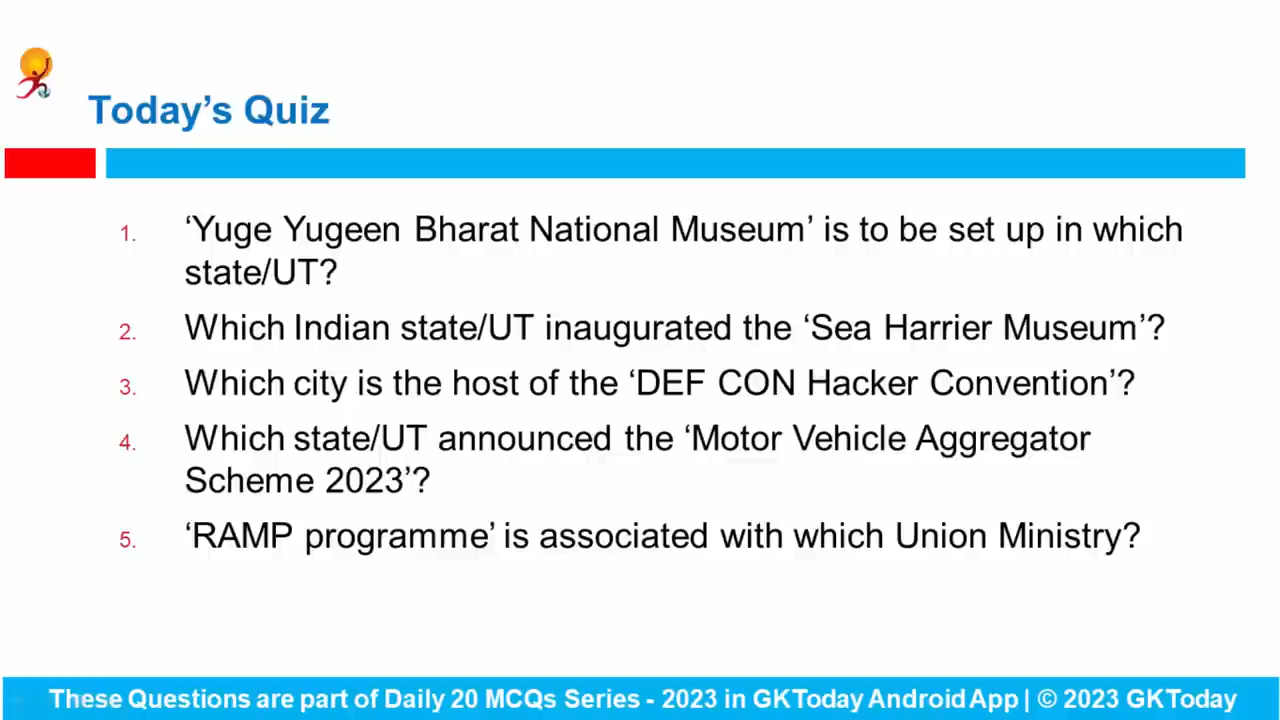 Today’s Quiz
1. ‘Yuge Yugeen Bharat National Museum’ is to be set up in which
state/UT?
2. Which Indian state/UT inaugurated the ‘Sea Harrier Museum’?
3. Which city is the host of the ‘DEF CON Hacker Convention’?
4. Which state/UT announced the ‘Motor Vehicle Aggregator
Scheme 2023’?
5. ‘RAMP programme’ is associated with which Union Ministry?
These Questions are part of Daily 20 MCQs Series - 2023 in GKToday Android App | © 2023 GKToday